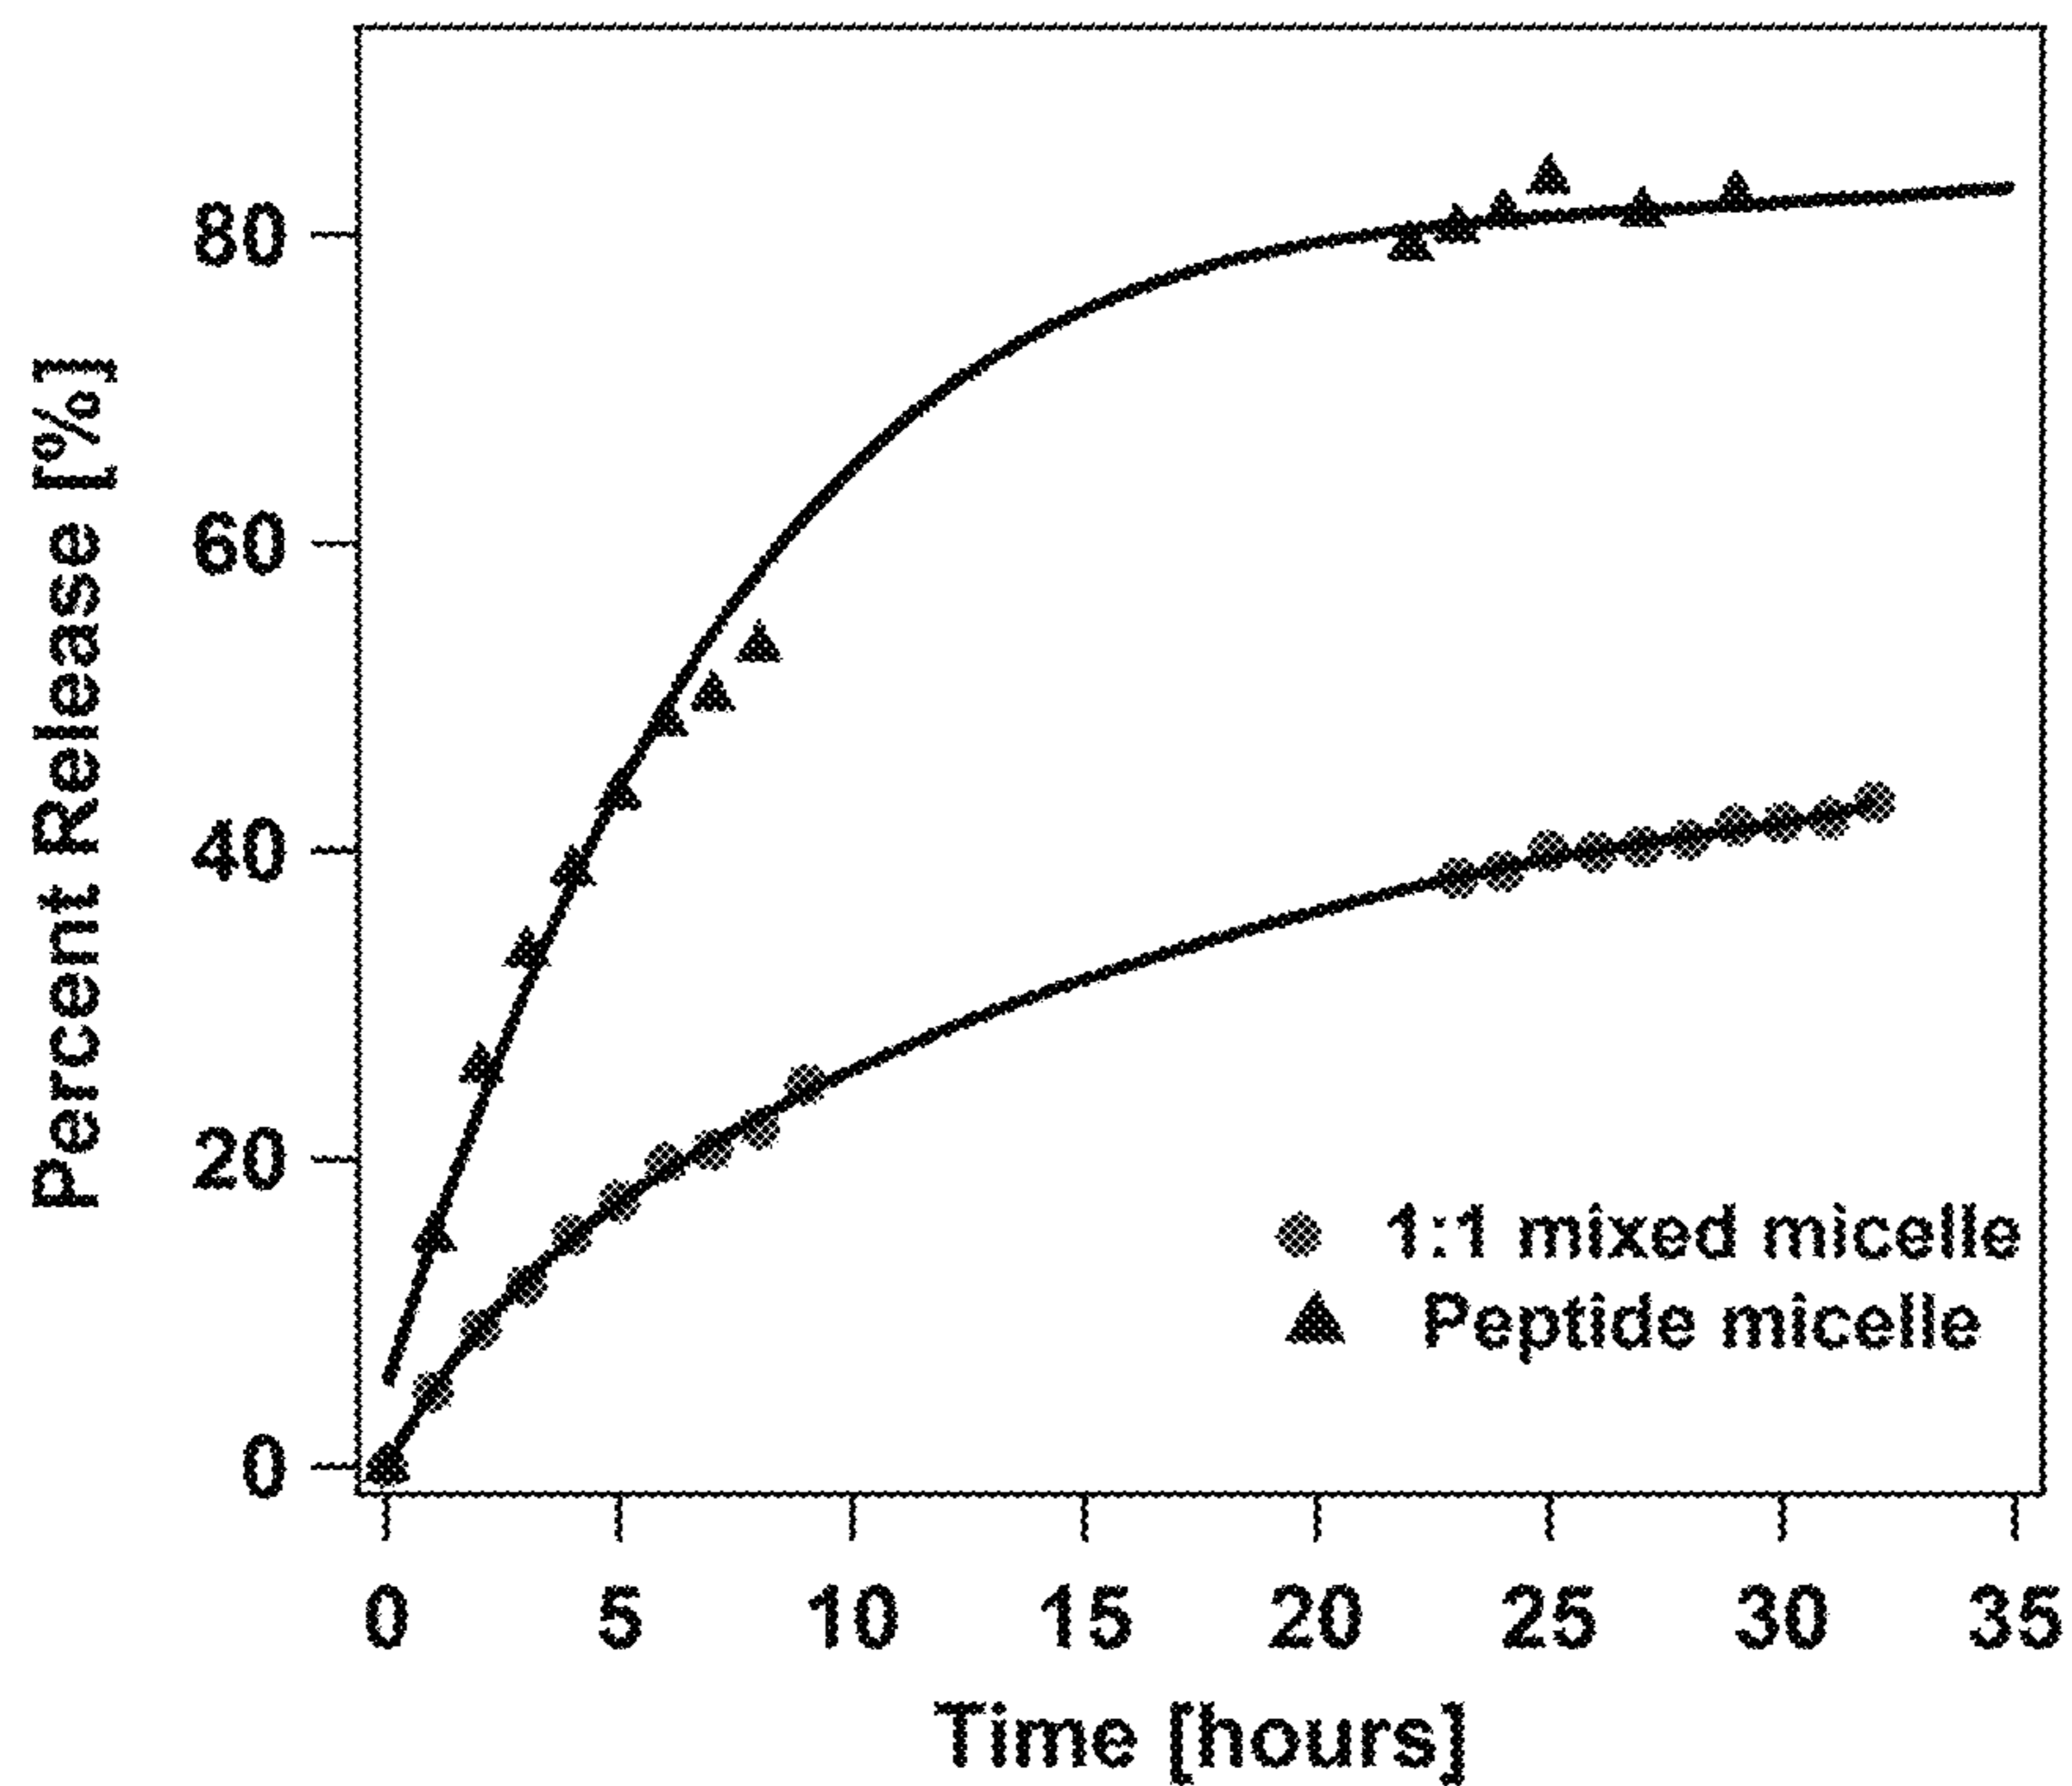 Percent Release [%]
80
60
40
20
0
1:1 mixed micelle
Peptide micelle
0 5 10 15 20 25 30 35
Time [hours]